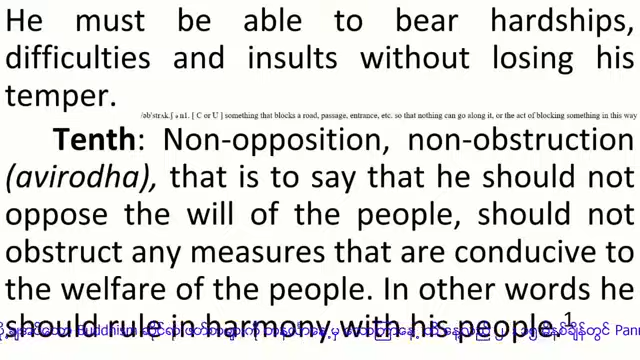 He must be able to bear hardships,
difficulties and insults without losing his
temper.
/əbˈstrʌk.ʃ ə n1. [ C or U ] something that blocks a road, passage, entrance, etc. so that nothing can go along it, or the act of blocking something in this way
Tenth: Non-opposition, non-obstruction
(avirodha), that is to say that he should not
oppose the will of the people, should not
obstruct any measures that are conducive to
the welfare of the people. In other words he
should rule in harmony with his people.¹
Buddhism